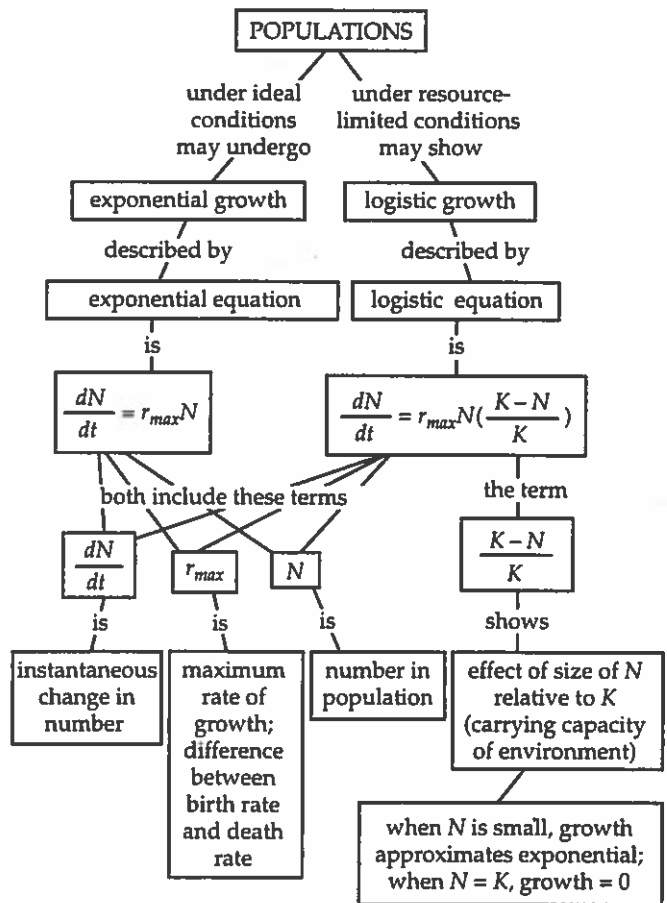 POPULATIONS
under ideal
conditions
may undergo
under resource-
limited conditions
may show
exponential growth
logistic growth
described by
described by
exponential equation
logistic equation
is
is
dN/dt = r_max N
dN/dt = r_max N(K – N/K)
both include these terms
the term
dN/dt
r_max
N
K – N/K
is
is
is
shows
instantaneous
change in
number
maximum
rate of
growth;
difference
between
birth rate
and death
rate
number in
population
effect of size of N
relative to K
(carrying capacity
of environment)
when N is small, growth
approximates exponential;
when N = K, growth = 0